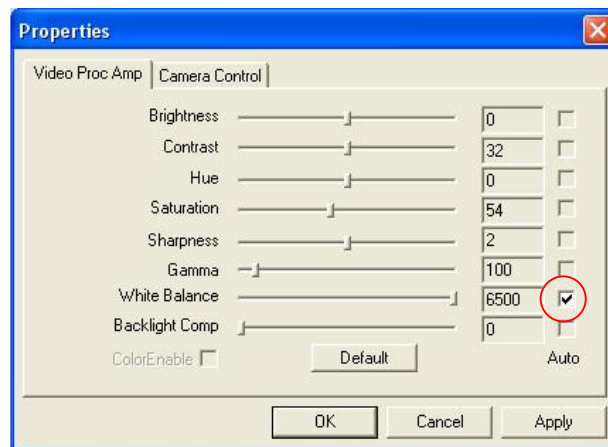 Properties
Video Proc Amp Camera Control
Brightness 0
Contrast 32
Hue 0
Saturation 54
Sharpness 2
Gamma 100
White Balance 6500
Backlight Comp 0
ColorEnable Default Auto
OK Cancel Apply